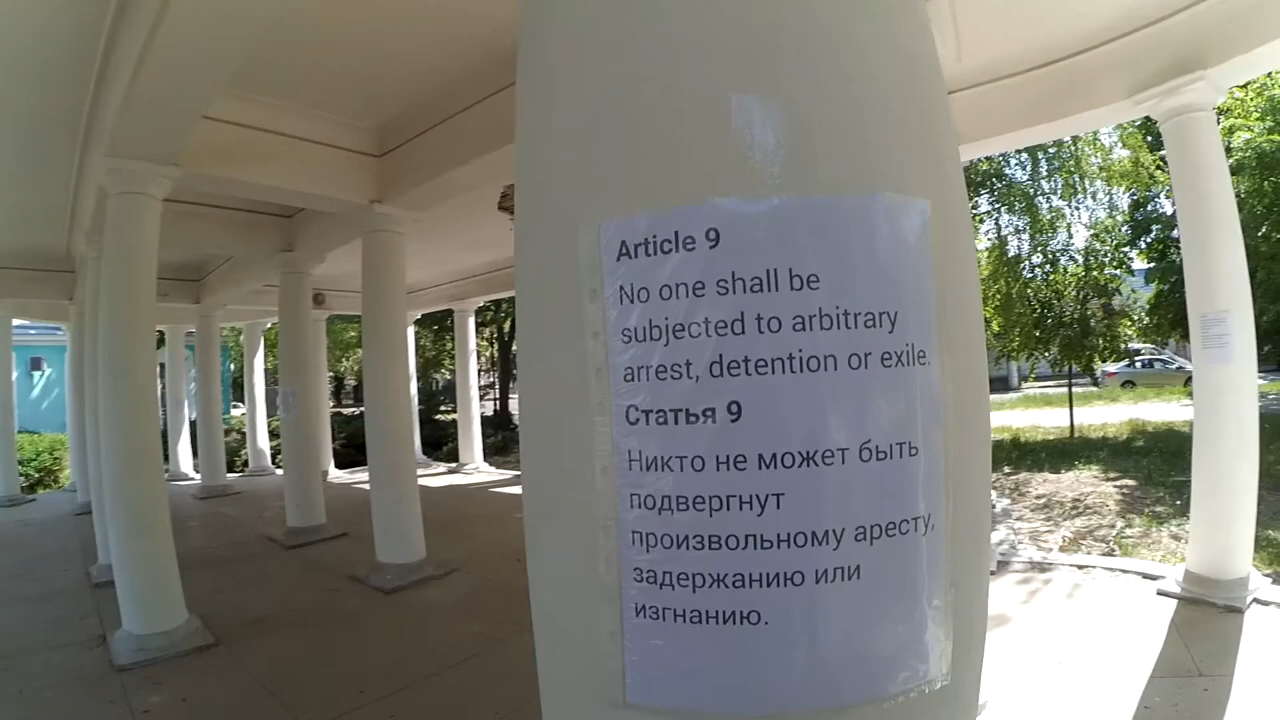 Article 9
No one shall be
subjected to arbitrary
arrest, detention or exile.
Статья 9
Никто не может быть
подвергнут
произвольному аресту,
задержанию или
изгнанию.